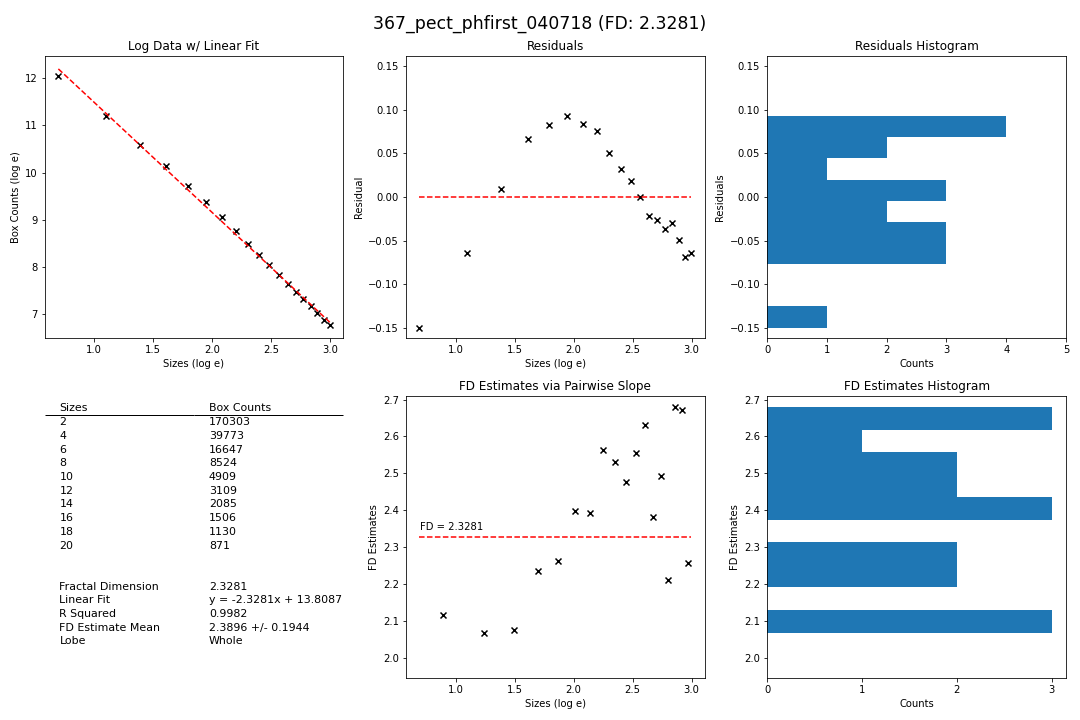 367_pect_phfirst_040718 (FD: 2.3281)
Log Data w/ Linear Fit
Box Counts (log e)
12
11
10
9
8
7
1.0 1.5 2.0 2.5 3.0
Sizes (log e)
Residuals
Residual
0.15
0.10
0.05
0.00
−0.05
−0.10
−0.15
1.0 1.5 2.0 2.5 3.0
Sizes (log e)
Residuals Histogram
Residuals
0.15
0.10
0.05
0.00
−0.05
−0.10
−0.15
0 1 2 3 4 5
Counts
Sizes Box Counts
2 170303
4 39773
6 16647
8 8524
10 4909
12 3109
14 2085
16 1506
18 1130
20 871
Fractal Dimension 2.3281
Linear Fit y = -2.3281x + 13.8087
R Squared 0.9982
FD Estimate Mean 2.3896 +/- 0.1944
Lobe Whole
FD Estimates via Pairwise Slope
FD Estimates
2.7
2.6
2.5
2.4
2.3
2.2
2.1
2.0
FD = 2.3281
1.0 1.5 2.0 2.5 3.0
Sizes (log e)
FD Estimates Histogram
FD Estimates
2.7
2.6
2.5
2.4
2.3
2.2
2.1
2.0
0 1 2 3
Counts